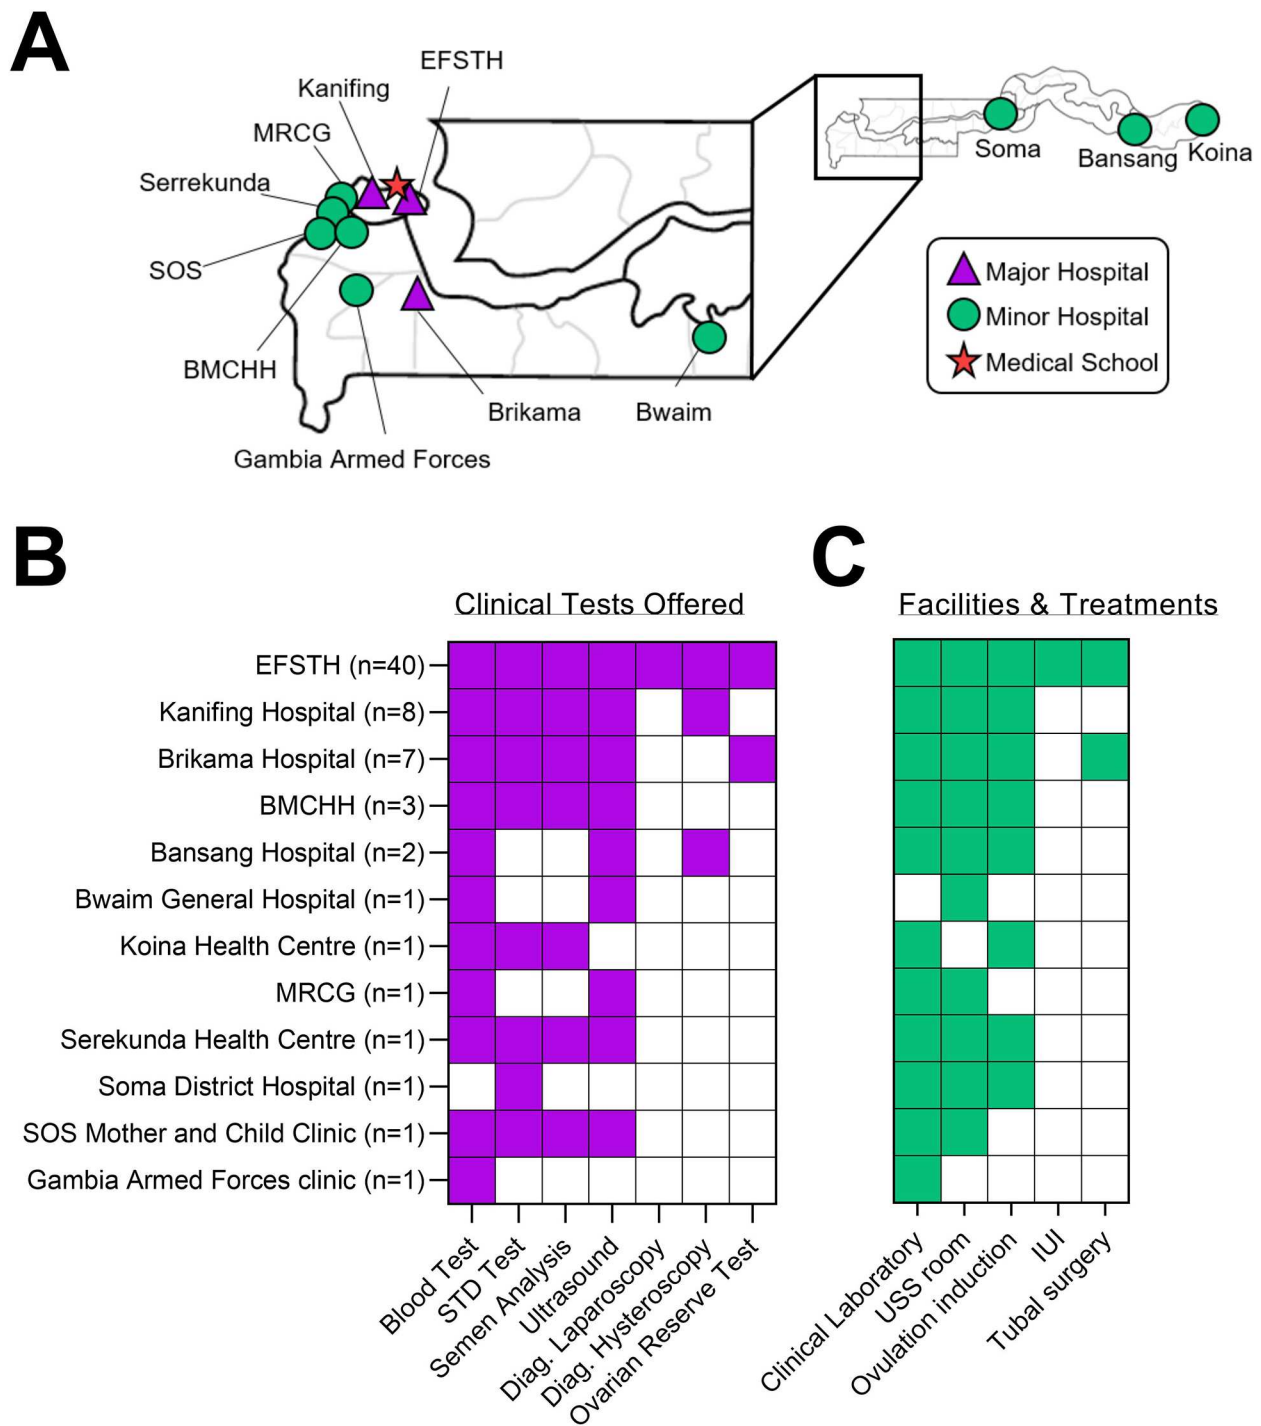 A
EFSTH
Kanifing
MRCG
Serrekunda
SOS
BMCHH
Gambia Armed Forces
Brikama
Bwaim
Soma
Bansang
Koina
Major Hospital
Minor Hospital
Medical School
B
Clinical Tests Offered
EFSTH (n=40)
Kanifing Hospital (n=8)
Brikama Hospital (n=7)
BMCHH (n=3)
Bansang Hospital (n=2)
Bwaim General Hospital (n=1)
Koina Health Centre (n=1)
MRCG (n=1)
Serekunda Health Centre (n=1)
Soma District Hospital (n=1)
SOS Mother and Child Clinic (n=1)
Gambia Armed Forces clinic (n=1)
Blood Test
STD Test
Semen Analysis
Ultrasound
Diag. Laparoscopy
Diag. Hysteroscopy
Ovarian Reserve Test
C
Facilities & Treatments
Clinical Laboratory
USS room
Ovulation induction
IUI
Tubal surgery